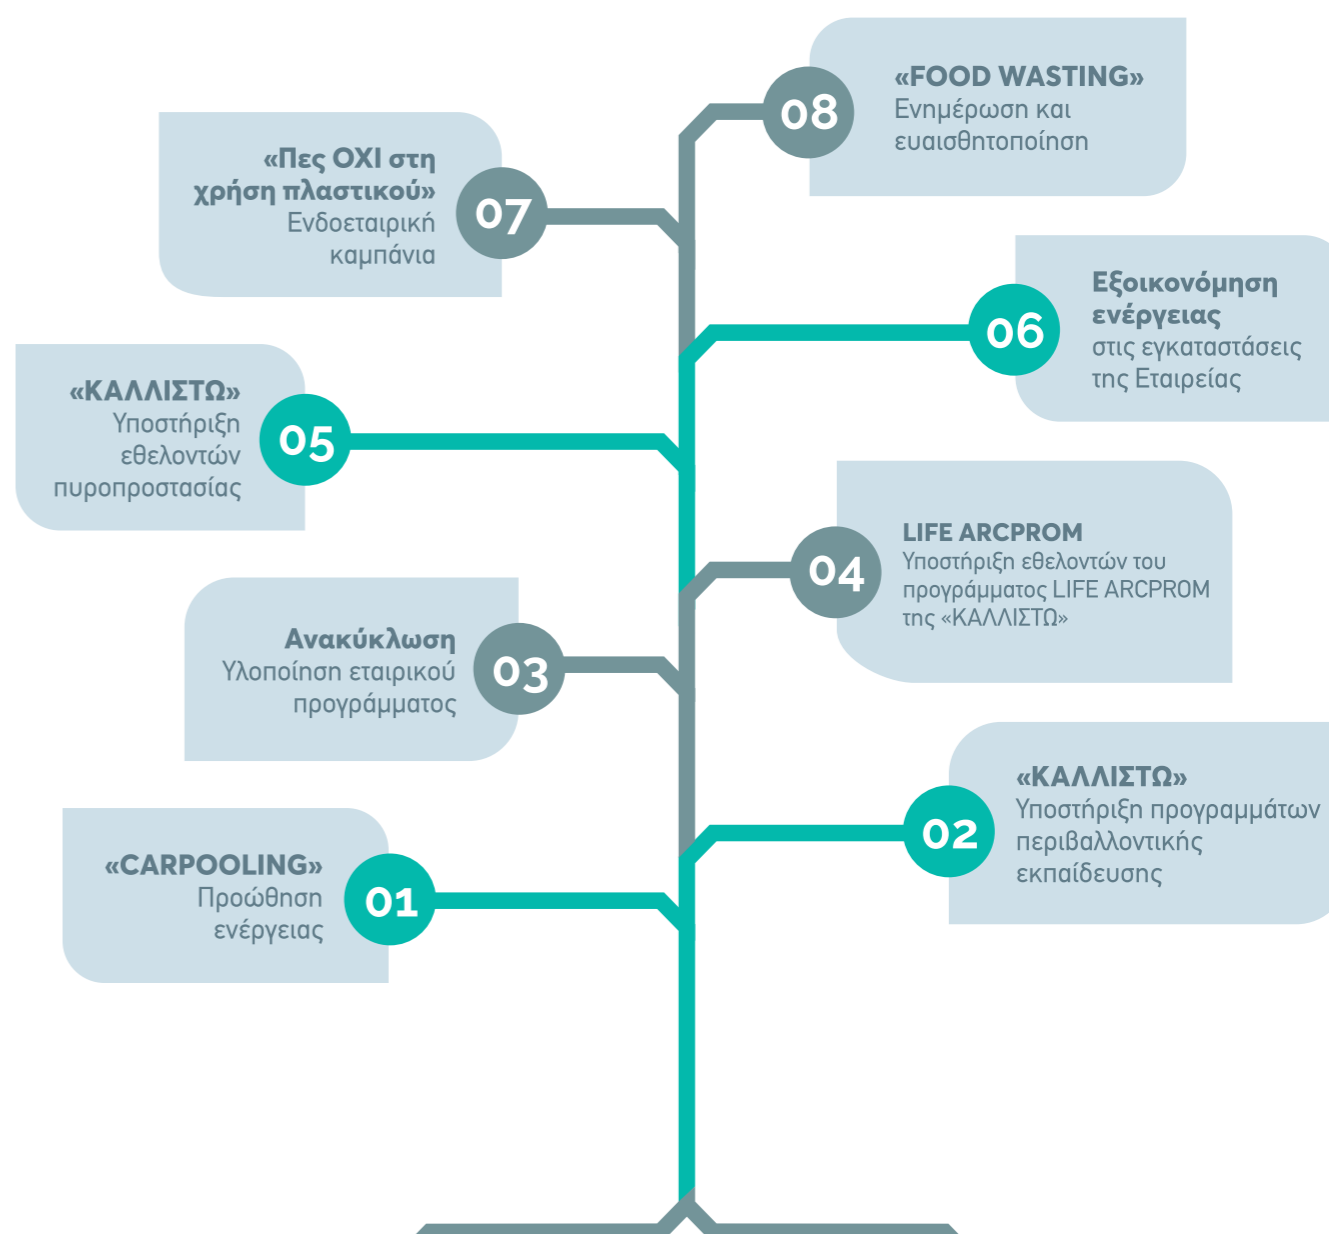 08
«FOOD WASTING»
Ενημέρωση και
ευαισθητοποίηση
07
«Πες ΟΧΙ στη
χρήση πλαστικού»
Ενδοεταιρική
καμπάνια
06
Εξοικονόμηση
ενέργειας
στις εγκαταστάσεις
της Εταιρείας
05
«ΚΑΛΛΙΣΤΩ»
Υποστήριξη
εθελοντών
πυροπροστασίας
04
LIFE ARCPROM
Υποστήριξη εθελοντών του
προγράμματος LIFE ARCPROM
της «ΚΑΛΛΙΣΤΩ»
03
Ανακύκλωση
Υλοποίηση εταιρικού
προγράμματος
02
«ΚΑΛΛΙΣΤΩ»
Υποστήριξη προγραμμάτων
περιβαλλοντικής
εκπαίδευσης
01
«CARPOOLING»
Προώθηση
ενέργειας